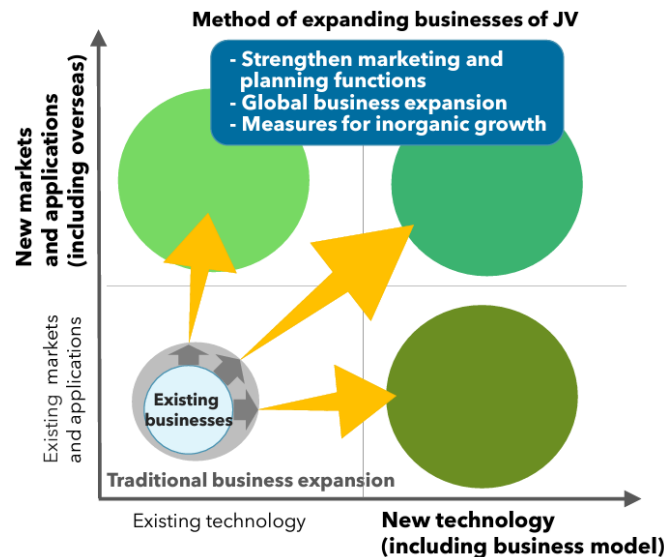 Method of expanding businesses of JV
- Strengthen marketing and
planning functions
- Global business expansion
- Measures for inorganic growth
New markets
and applications
(including overseas)
Existing markets
and applications
Existing
businesses
Traditional business expansion
Existing technology
New technology
(including business model)